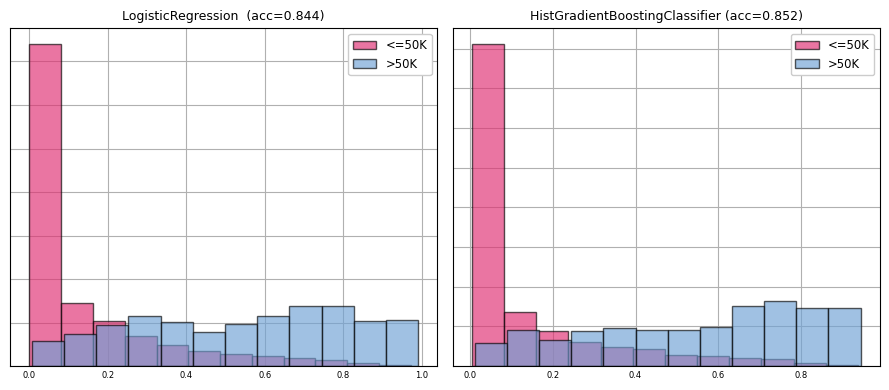 LogisticRegression  (acc=0.844)
<=50K
>50K
0.0 0.2 0.4 0.6 0.8 1.0
HistGradientBoostingClassifier (acc=0.852)
<=50K
>50K
0.0 0.2 0.4 0.6 0.8